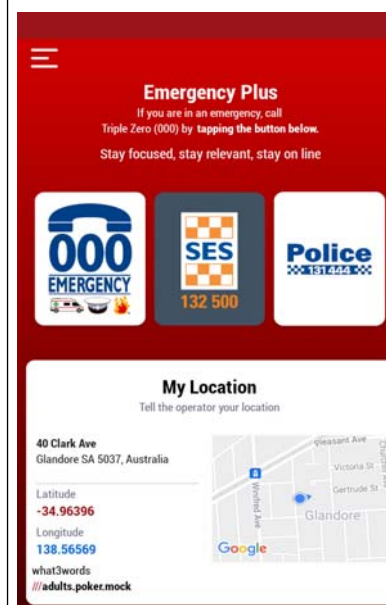 Emergency Plus
If you are in an emergency, call
Triple Zero (000) by tapping the button below.
Stay focused, stay relevant, stay on line
000
EMERGENCY
SES
132 500
Police
131 444
My Location
Tell the operator your location
40 Clark Ave
Glandore SA 5037, Australia
Latitude
-34.96396
Longitude
138.56569
what3words
///adults.poker.mock
Pleasant Ave
Victoria St
Gertrude St
Winifred Ave
Glandore
Google